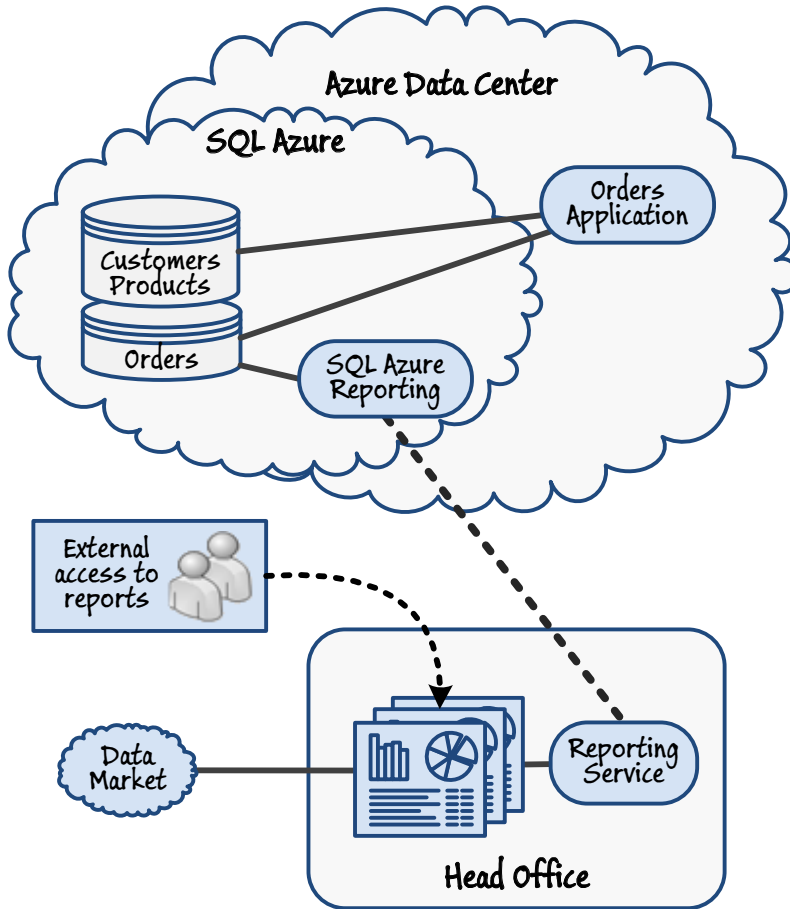 Azure Data Center
SQL Azure
Orders
Application
Customers
Products
Orders
SQL Azure
Reporting
External
access to
reports
Data
Market
Reporting
Service
Head Office